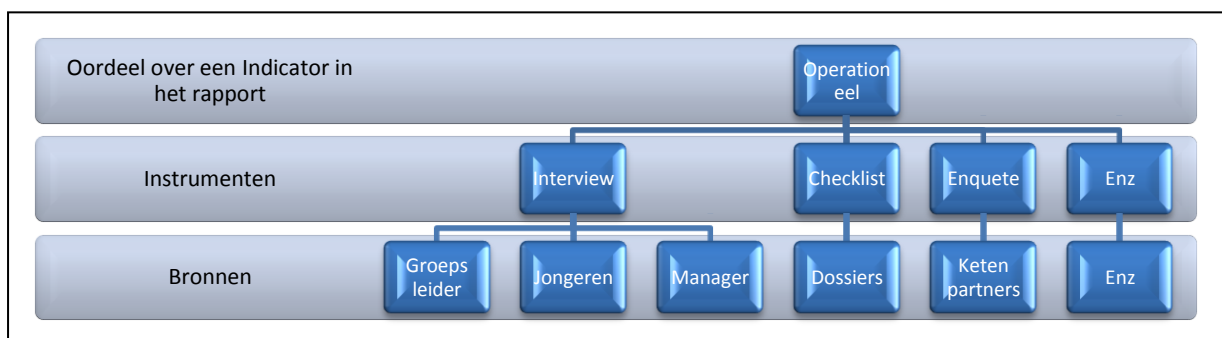 Oordeel over een Indicator in
het rapport
Operation
eel
Instrumenten
Interview
Checklist
Enquete
Enz
Bronnen
Groeps
leider
Jongeren
Manager
Dossiers
Keten
partners
Enz